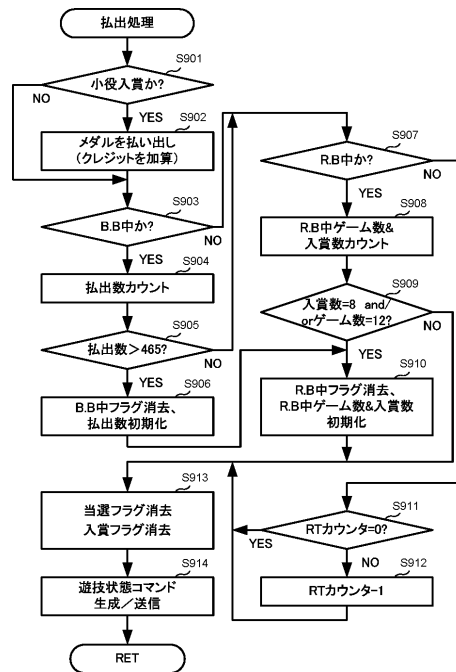 払出処理
S901
小役入賞か?
NO
YES
S902
メダルを払い出し
(クレジットを加算)
S903
B.B中か?
NO
YES
S904
払出数カウント
S905
払出数>465?
NO
YES
S906
B.B中フラグ消去、
払出数初期化
S907
R.B中か?
NO
YES
S908
R.B中ゲーム数&
入賞数カウント
S909
入賞数=8 and/
orゲーム数=12?
NO
YES
S910
R.B中フラグ消去、
R.B中ゲーム数&入賞数
初期化
S911
RTカウンタ=0?
YES
NO
S912
RTカウンタ-1
S913
当選フラグ消去
入賞フラグ消去
S914
遊技状態コマンド
生成/送信
RET